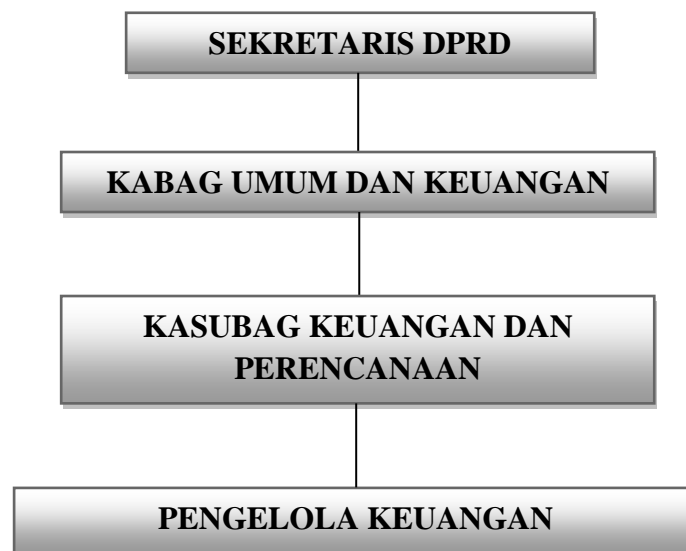 SEKRETARIS DPRD
KABAG UMUM DAN KEUANGAN
KASUBAG KEUANGAN DAN
PERENCANAAN
PENGELOLA KEUANGAN